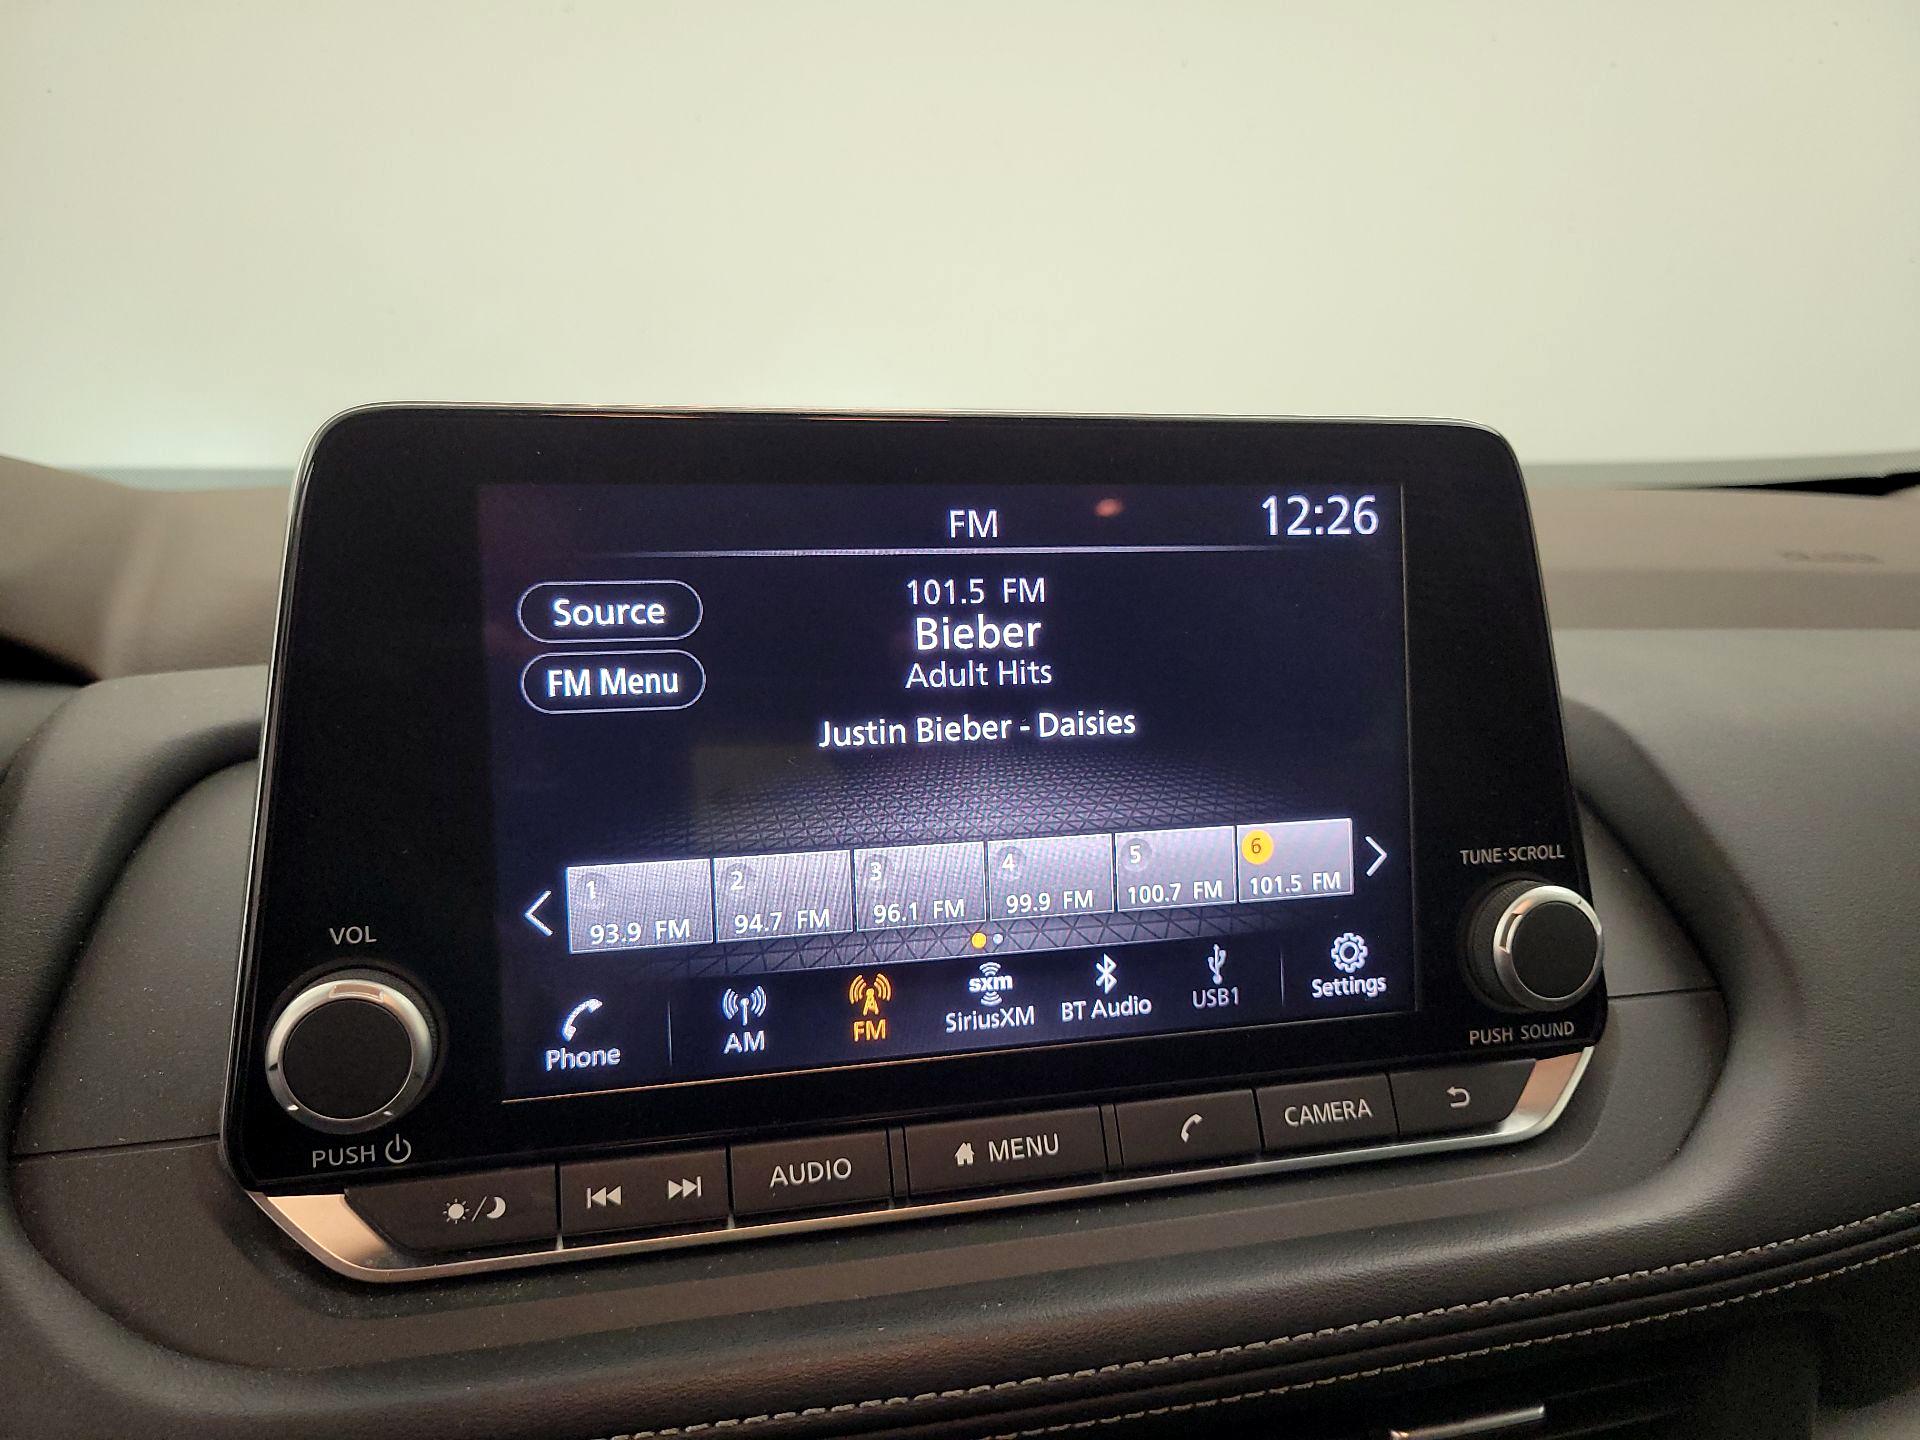 FM
12:26
Source
FM Menu
101.5 FM
Bieber
Adult Hits
Justin Bieber - Daisies
1
93.9 FM
2
94.7 FM
3
96.1 FM
4
99.9 FM
5
100.7 FM
6
101.5 FM
Phone
AM
FM
sxm
SiriusXM
BT Audio
USB1
Settings
VOL
PUSH
TUNE·SCROLL
PUSH SOUND
AUDIO
MENU
CAMERA